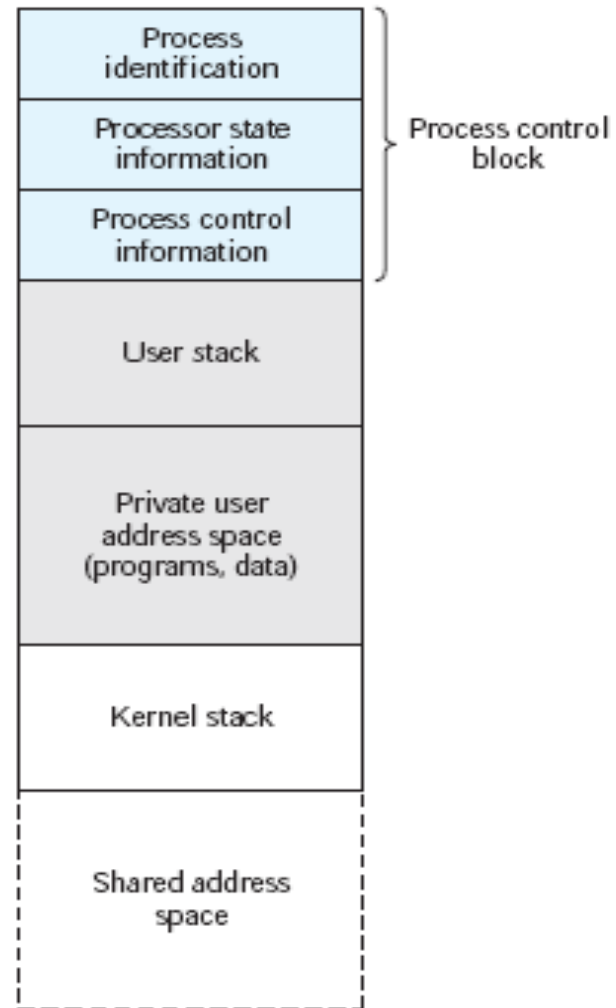 Process
identification
Processor state
information
Process control
information
Process control
block
User stack
Private user
address space
(programs, data)
Kernel stack
Shared address
space